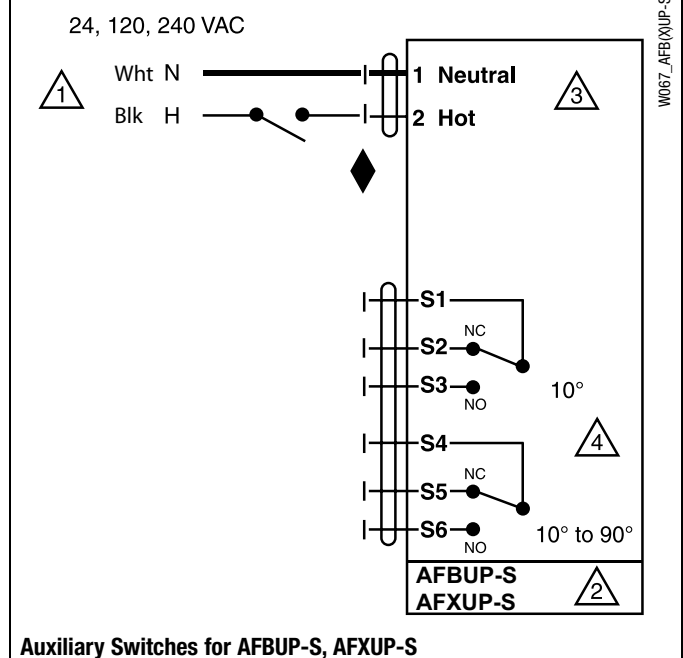 24, 120, 240 VAC
W067_AFB(X)UP-S
1
Wht N
1 Neutral
3
Blk H
2 Hot
S1
NC
S2
S3
NO
10°
S4
4
NC
S5
S6
NO
10° to 90°
AFBUP-S
AFXUP-S
2
Auxiliary Switches for AFBUP-S, AFXUP-S